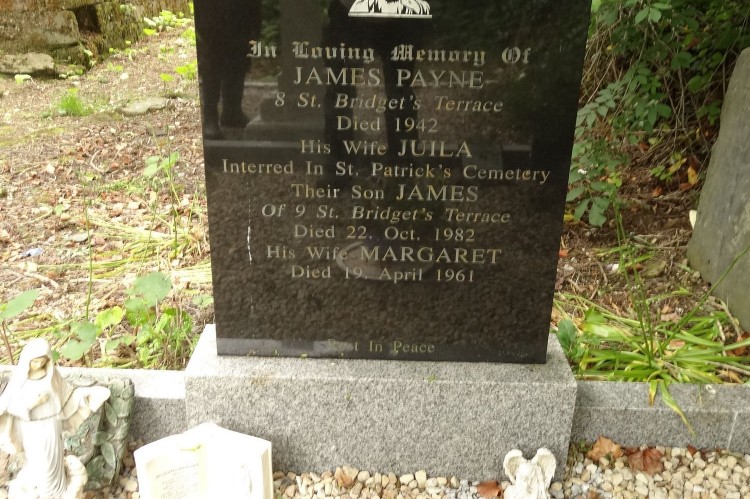 In Loving Memory Of
JAMES PAYNE
8 St. Bridget's Terrace
Died 1942
His Wife JUILA
Interred In St. Patrick's Cemetery
Their Son JAMES
Of 9 St. Bridget's Terrace
Died 22. Oct. 1982
His Wife MARGARET
Died 19. April 1961
Rest In Peace